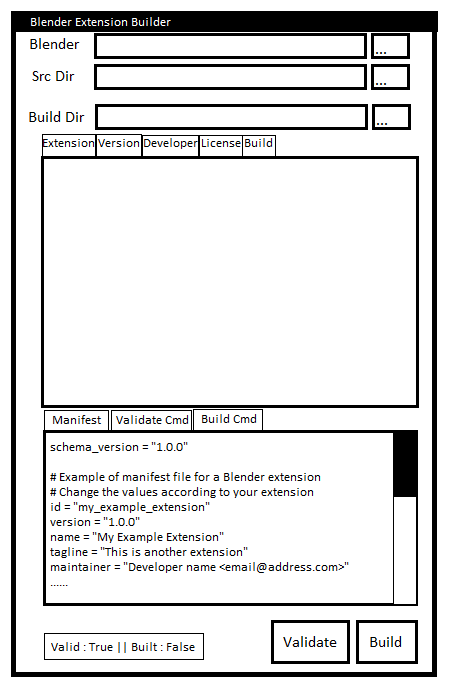 Blender Extension Builder
Blender ...
Src Dir ...
Build Dir ...
Extension Version Developer License Build
Manifest Validate Cmd Build Cmd
schema_version = "1.0.0"
# Example of manifest file for a Blender extension
# Change the values according to your extension
id = "my_example_extension"
version = "1.0.0"
name = "My Example Extension"
tagline = "This is another extension"
maintainer = "Developer name <email@address.com>"
......
Valid : True || Built : False
Validate Build